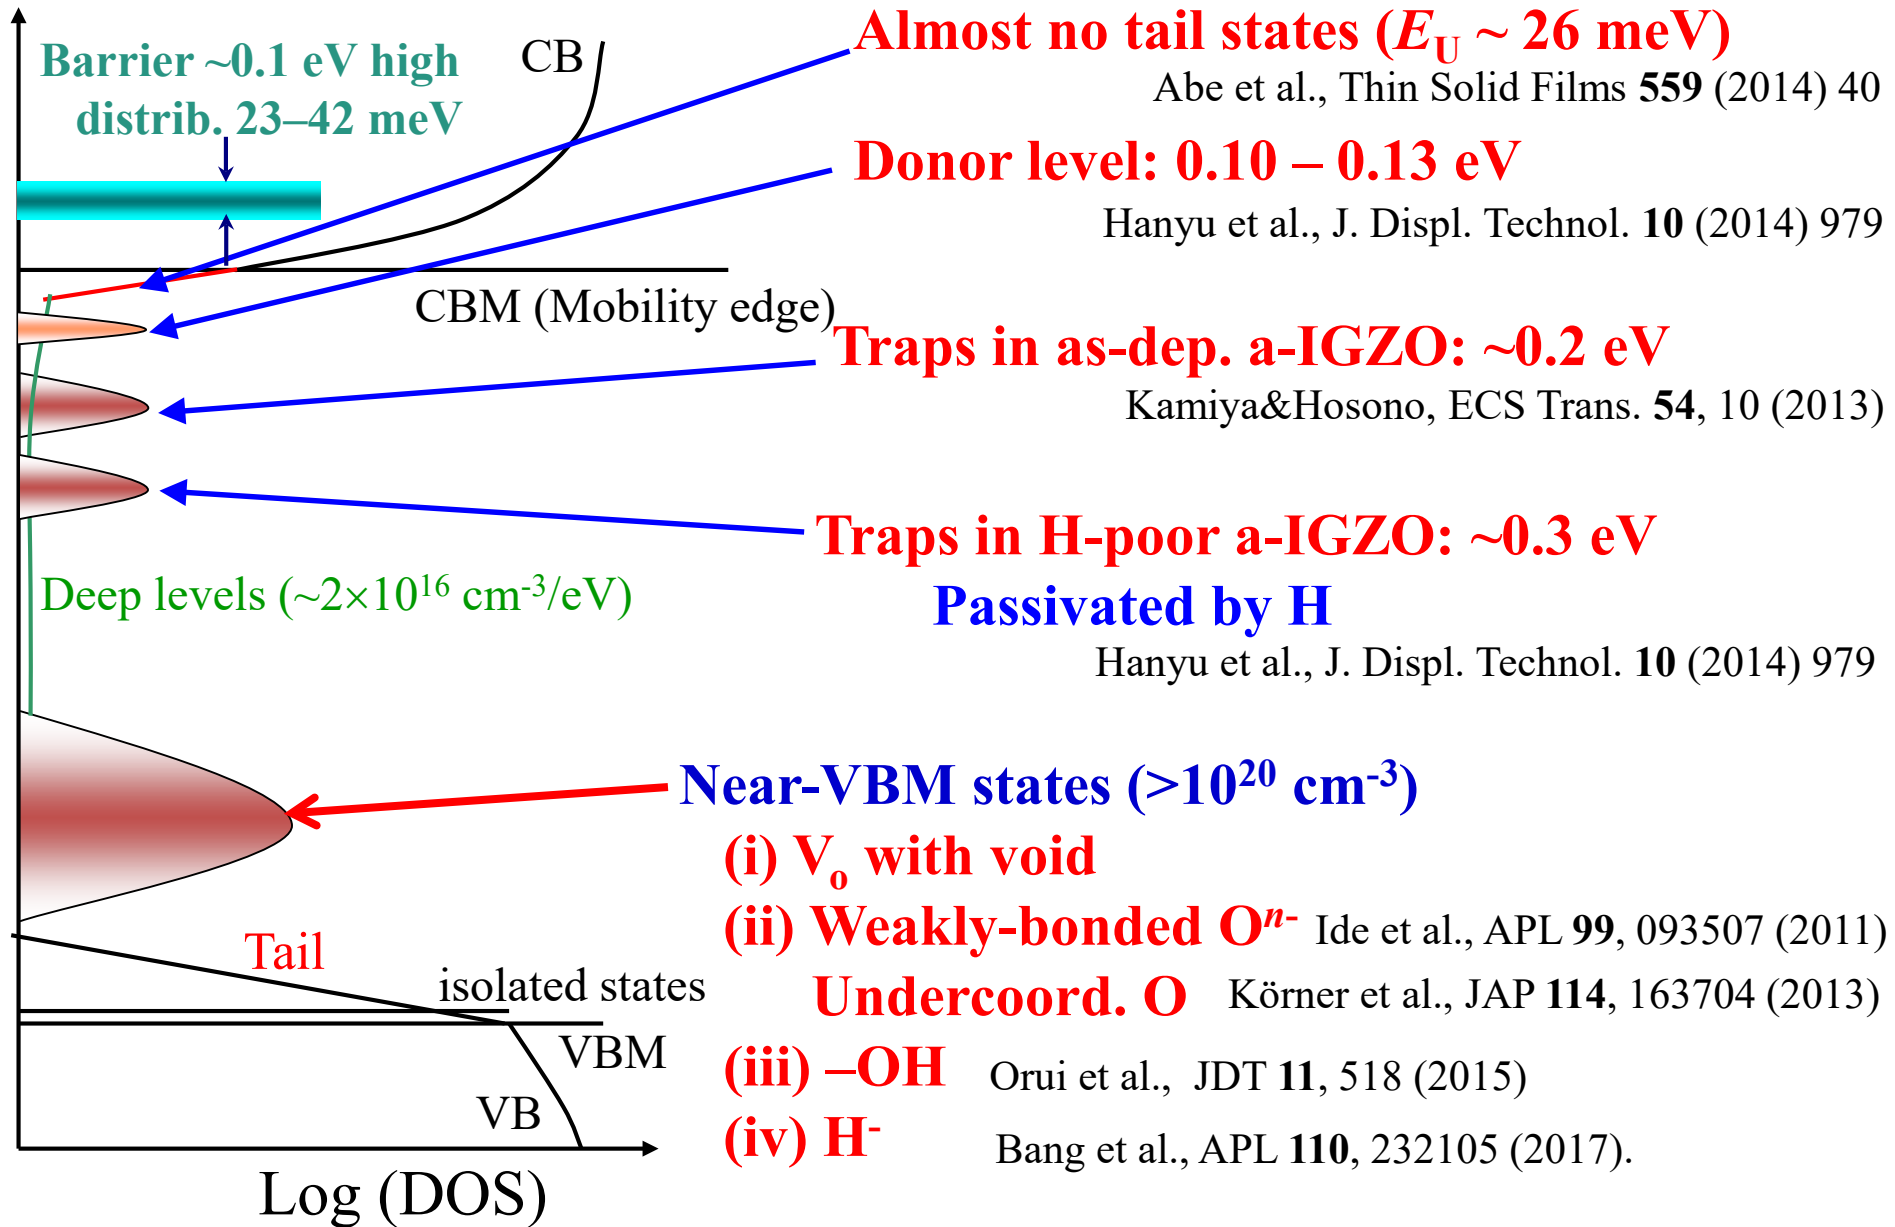 Barrier ~0.1 eV high
distrib. 23–42 meV
CB
Almost no tail states (E_U ~ 26 meV)
Abe et al., Thin Solid Films 559 (2014) 40
Donor level: 0.10 – 0.13 eV
Hanyu et al., J. Displ. Technol. 10 (2014) 979
CBM (Mobility edge)
Traps in as-dep. a-IGZO: ~0.2 eV
Kamiya&Hosono, ECS Trans. 54, 10 (2013)
Traps in H-poor a-IGZO: ~0.3 eV
Passivated by H
Hanyu et al., J. Displ. Technol. 10 (2014) 979
Deep levels (~2×10^16 cm^-3/eV)
Near-VBM states (>10^20 cm^-3)
(i) V_o with void
(ii) Weakly-bonded O^n- Ide et al., APL 99, 093507 (2011)
Undercoord. O Körner et al., JAP 114, 163704 (2013)
(iii) –OH Orui et al., JDT 11, 518 (2015)
(iv) H^- Bang et al., APL 110, 232105 (2017).
Tail
isolated states
VBM
VB
Log (DOS)